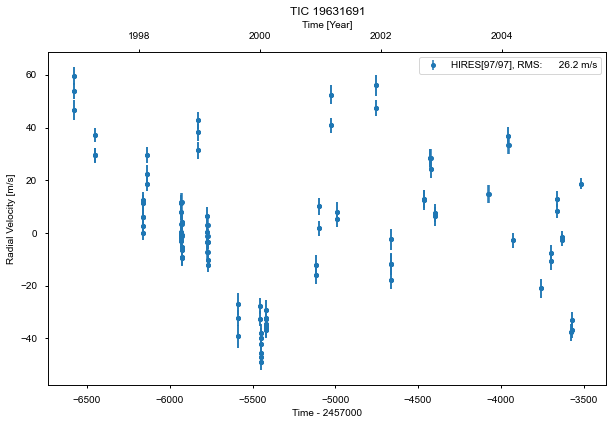 TIC 19631691
Time [Year]
1998 2000 2002 2004
HIRES[97/97], RMS: 26.2 m/s
60
40
20
0
−20
−40
Radial Velocity [m/s]
−6500 −6000 −5500 −5000 −4500 −4000 −3500
Time - 2457000